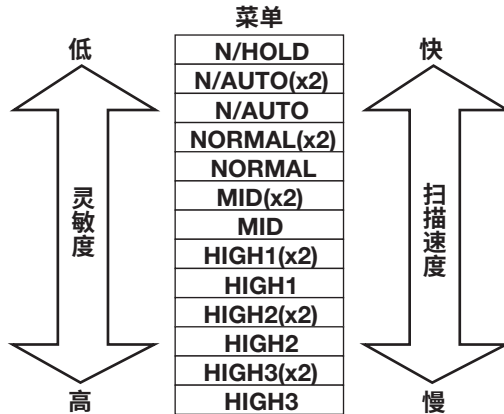 菜单
低
快
N/HOLD
N/AUTO(x2)
N/AUTO
NORMAL(x2)
NORMAL
MID(x2)
MID
HIGH1(x2)
HIGH1
HIGH2(x2)
HIGH2
HIGH3(x2)
HIGH3
灵敏度
扫描速度
高
慢